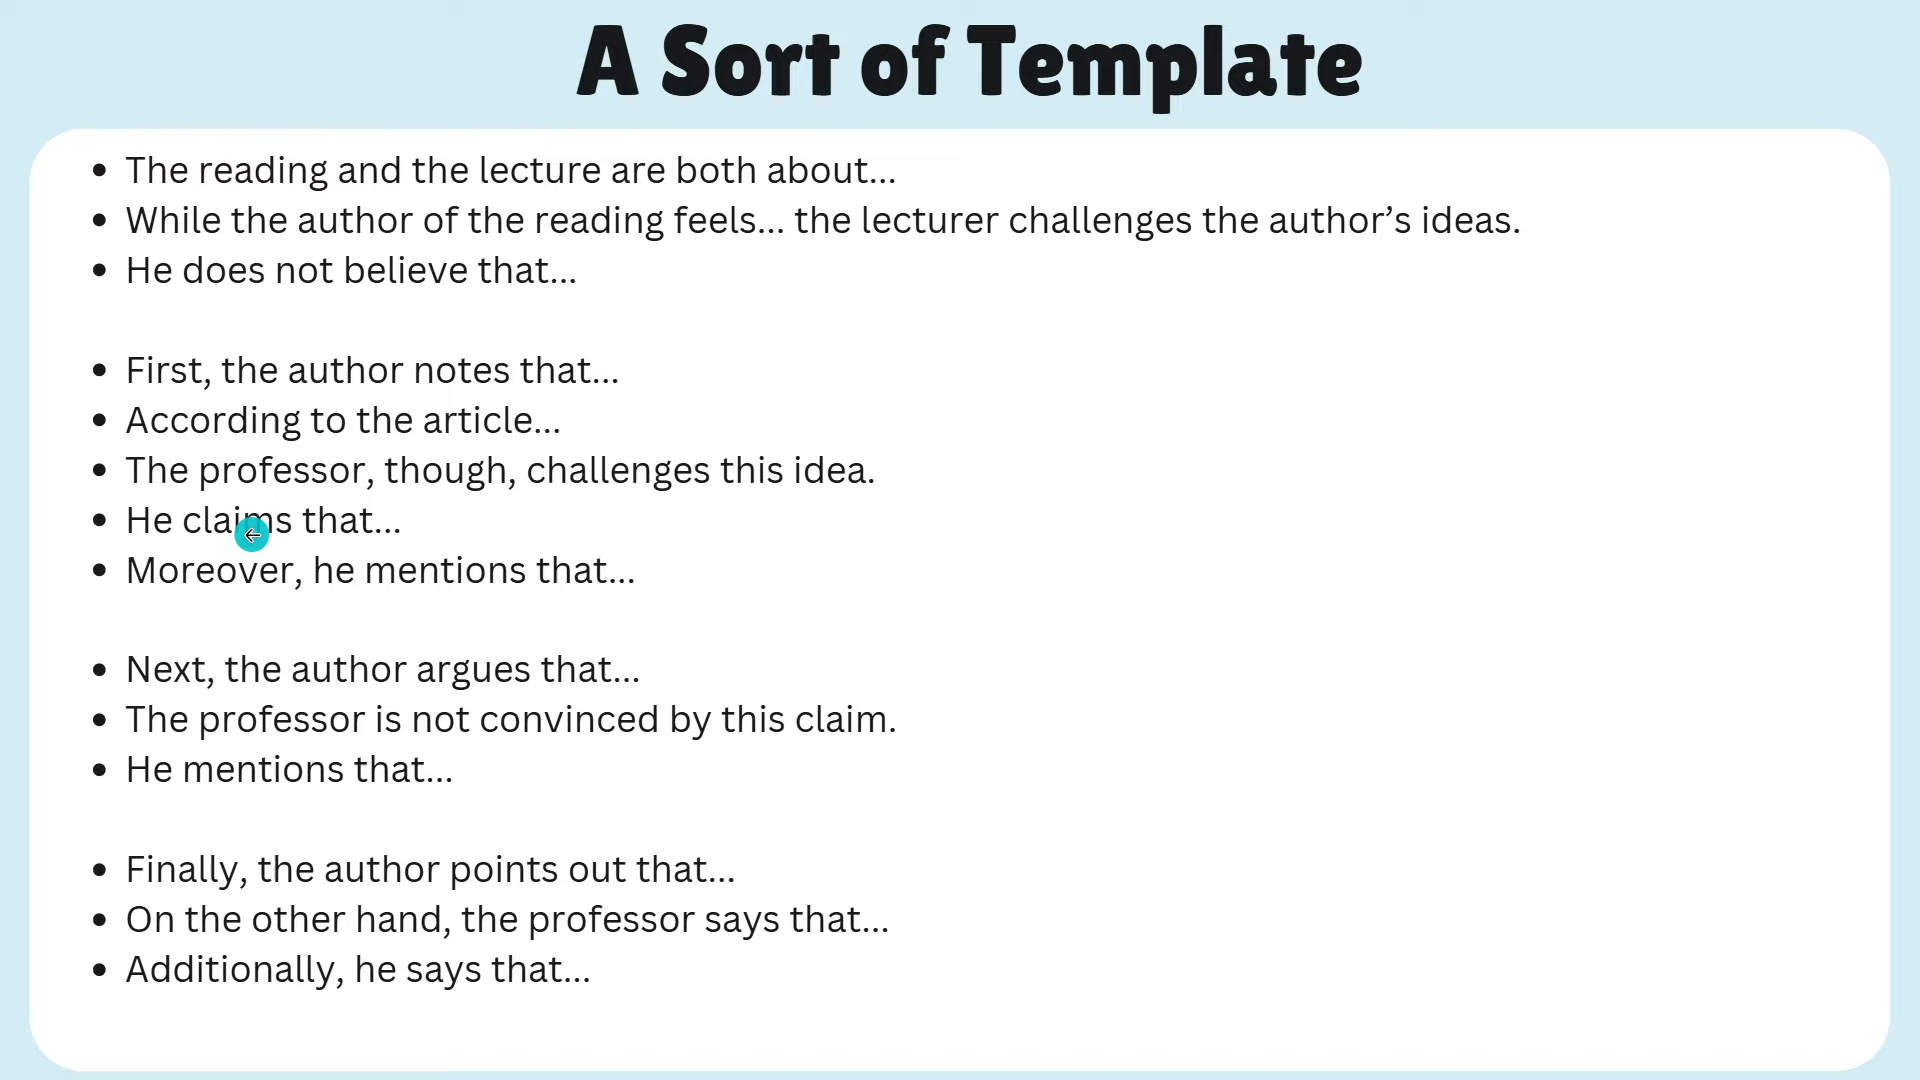 A Sort of Template
• The reading and the lecture are both about...
• While the author of the reading feels... the lecturer challenges the author’s ideas.
• He does not believe that...
• First, the author notes that...
• According to the article...
• The professor, though, challenges this idea.
• He claims that...
• Moreover, he mentions that...
• Next, the author argues that...
• The professor is not convinced by this claim.
• He mentions that...
• Finally, the author points out that...
• On the other hand, the professor says that...
• Additionally, he says that...